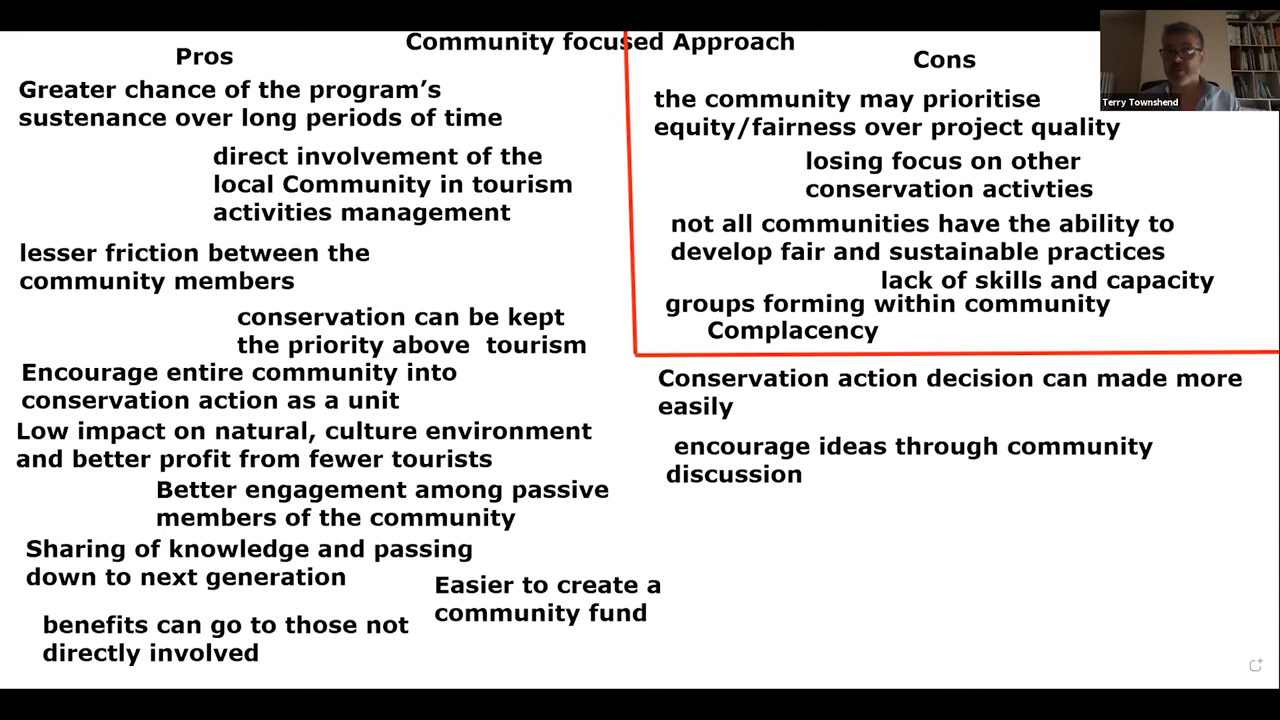 Community focused Approach
Pros
Greater chance of the program's
sustenance over long periods of time
direct involvement of the
local Community in tourism
activities management
lesser friction between the
community members
conservation can be kept
the priority above tourism
Encourage entire community into
conservation action as a unit
Low impact on natural, culture environment
and better profit from fewer tourists
Better engagement among passive
members of the community
Sharing of knowledge and passing
down to next generation
Easier to create a
community fund
benefits can go to those not
directly involved
Cons
the community may prioritise
equity/fairness over project quality
losing focus on other
conservation activties
not all communities have the ability to
develop fair and sustainable practices
lack of skills and capacity
groups forming within community
Complacency
Conservation action decision can made more
easily
encourage ideas through community
discussion
Terry Townshend